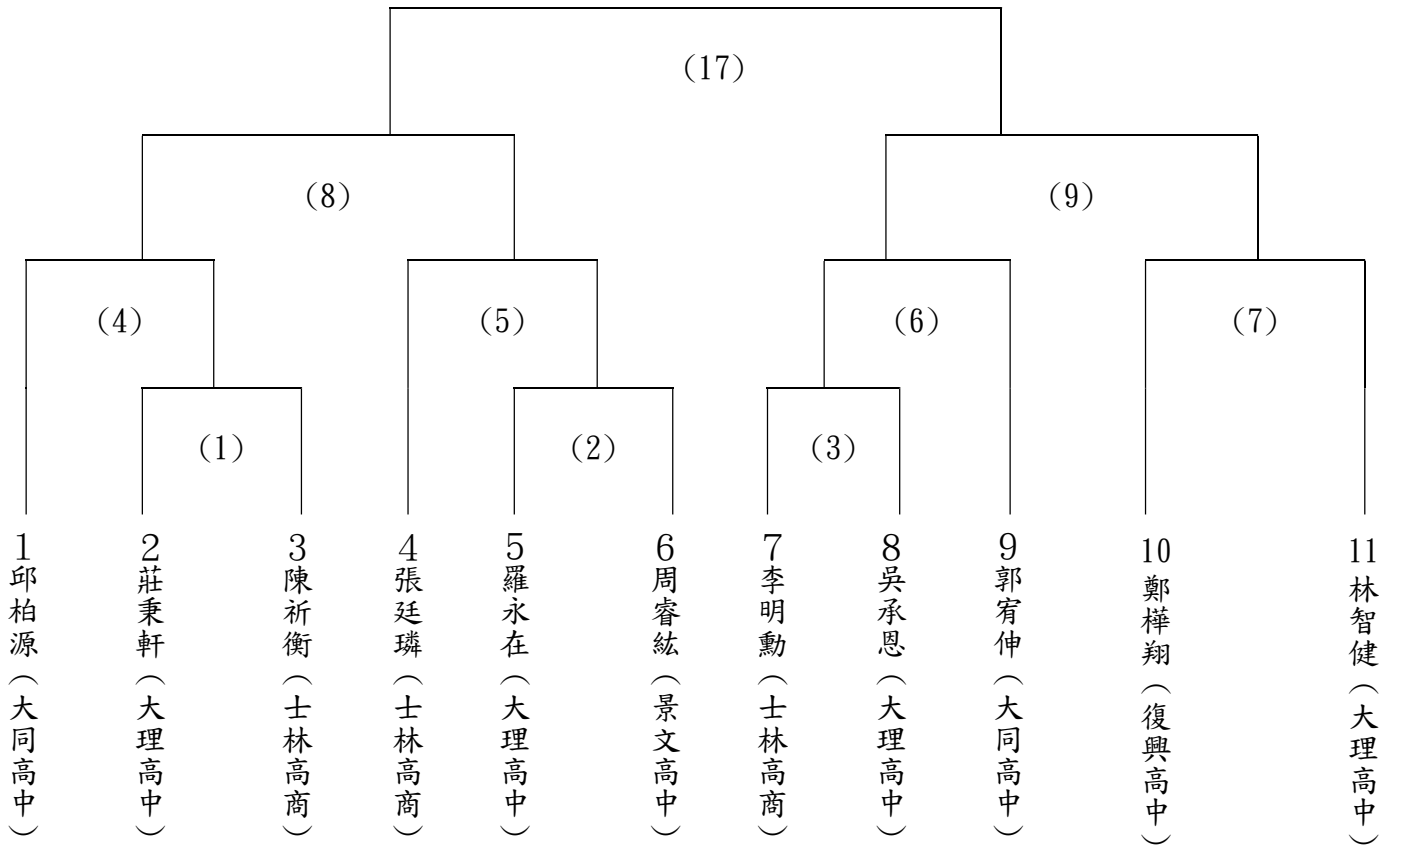 (17)
(8)
(9)
(4)
(5)
(6)
(7)
(1)
(2)
(3)
1邱柏源(大同高中)
2莊秉軒(大理高中)
3陳祈衡(士林高商)
4張廷璘(士林高商)
5羅永在(大理高中)
6周睿紘(景文高中)
7李明勳(士林高商)
8吳承恩(大理高中)
9郭宥伸(大同高中)
10鄭樺翔(復興高中)
11林智健(大理高中)